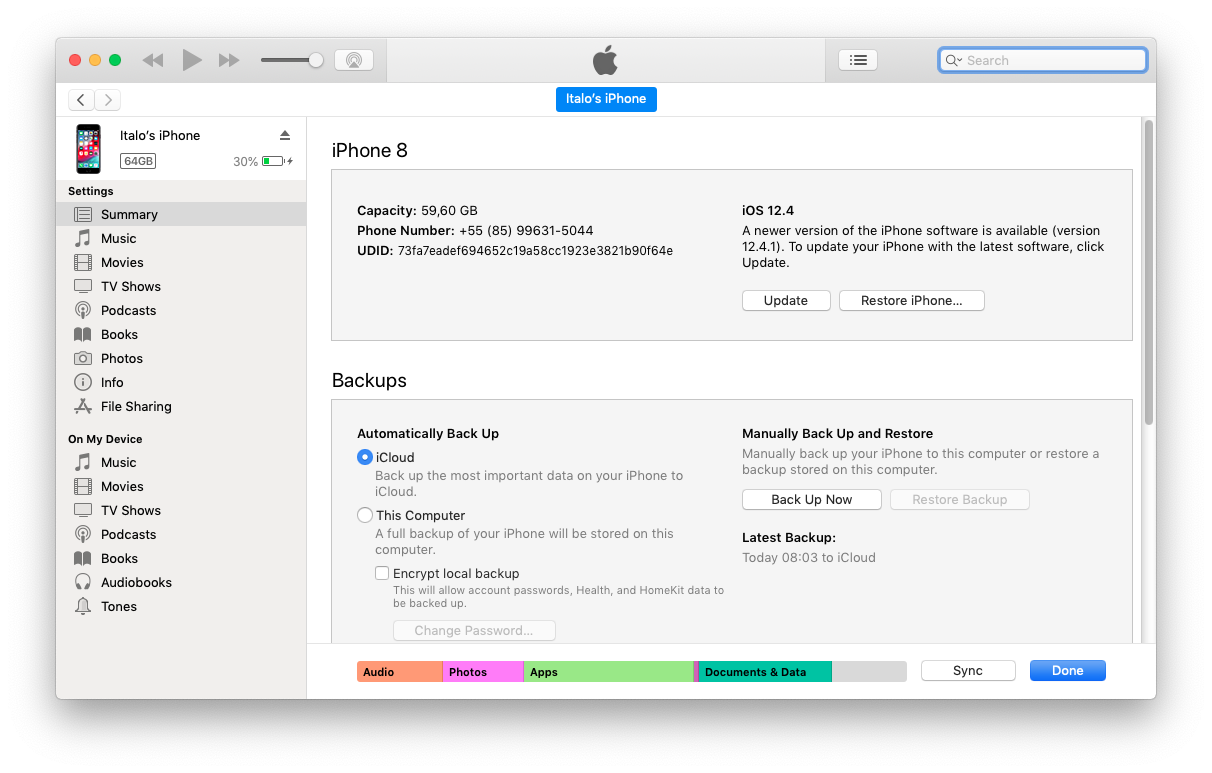 Search
Italo's iPhone
Italo's iPhone
64GB
30%
Settings
Summary
Music
Movies
TV Shows
Podcasts
Books
Photos
Info
File Sharing
On My Device
Music
Movies
TV Shows
Podcasts
Books
Audiobooks
Tones
iPhone 8
Capacity: 59,60 GB
Phone Number: +55 (85) 99631-5044
UDID: 73fa7eadef694652c19a58cc1923e3821b90f64e
iOS 12.4
A newer version of the iPhone software is available (version
12.4.1). To update your iPhone with the latest software, click
Update.
Update
Restore iPhone...
Backups
Automatically Back Up
iCloud
Back up the most important data on your iPhone to
iCloud.
This Computer
A full backup of your iPhone will be stored on this
computer.
Encrypt local backup
This will allow account passwords, Health, and HomeKit data to
be backed up.
Change Password...
Manually Back Up and Restore
Manually back up your iPhone to this computer or restore a
backup stored on this computer.
Back Up Now
Restore Backup
Latest Backup:
Today 08:03 to iCloud
Audio
Photos
Apps
Documents & Data
Sync
Done